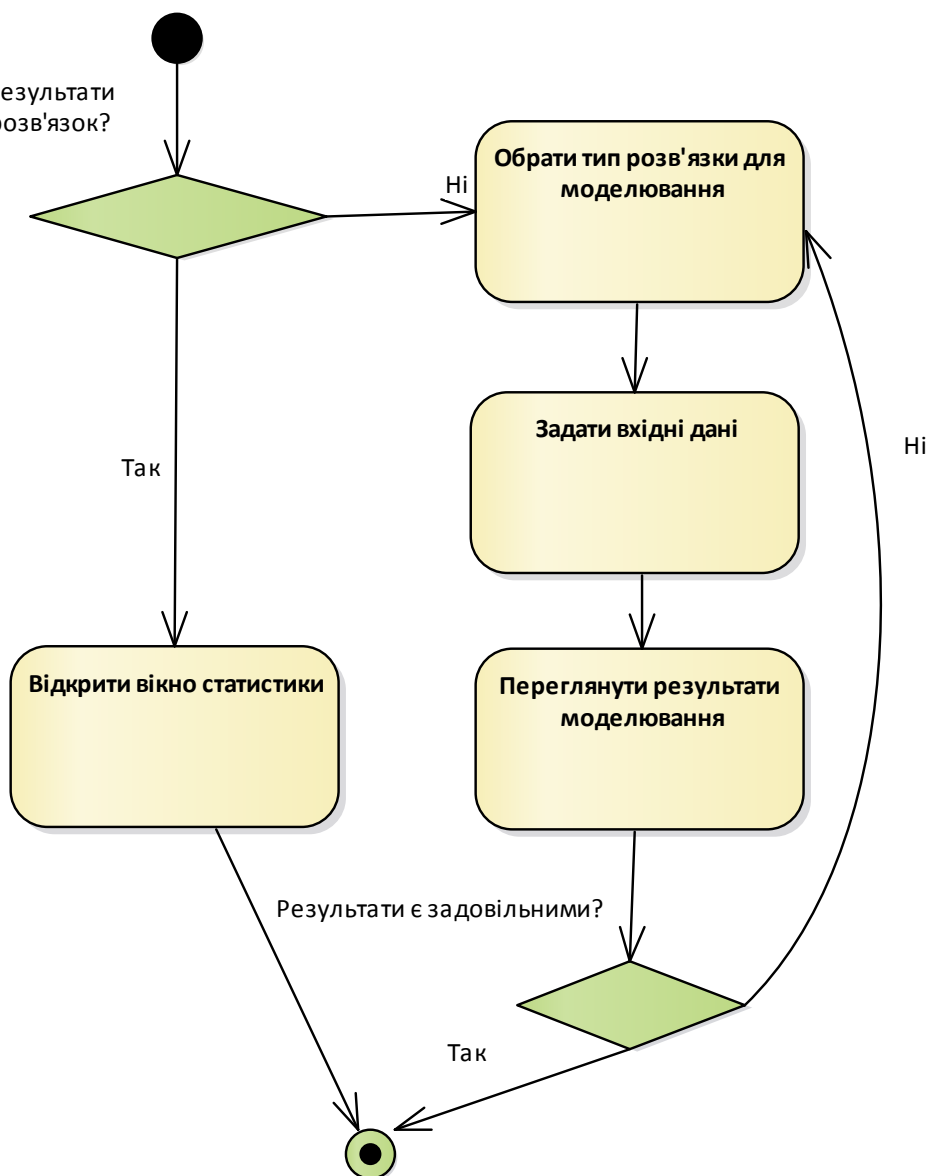 результати
розв'язок?
Обрати тип розв'язки для
моделювання
Ні
Задати вхідні дані
Ні
Так
Відкрити вікно статистики
Переглянути результати
моделювання
Результати є задовільними?
Так